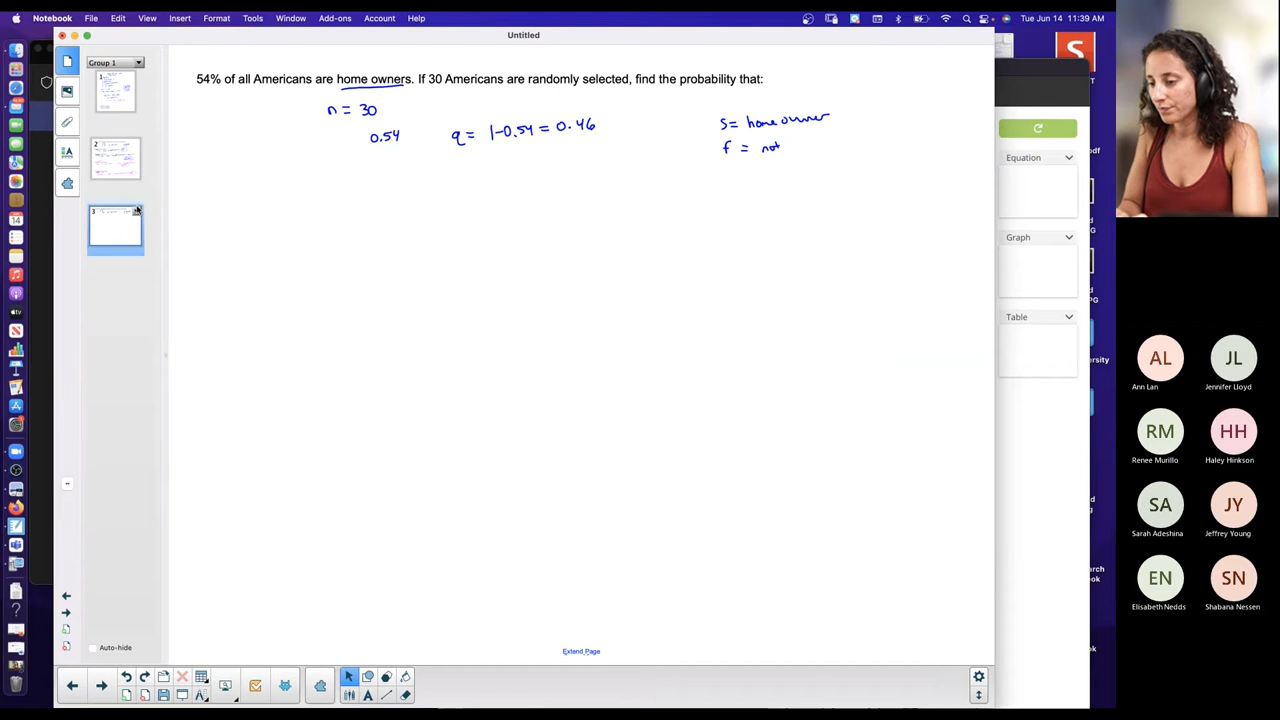 Notebook File Edit View Insert Format Tools Window Add-ons Account Help
Tue Jun 14 11:39 AM
Untitled
Group 1
1
2
3
54% of all Americans are home owners. If 30 Americans are randomly selected, find the probability that:
n = 30
0.54 q = 1-0.54 = 0.46
S = home owner
f = not
Equation
Graph
Table
Auto-hide
Extend Page
AL JL
Ann Lan Jennifer Lloyd
RM HH
Renee Murillo Haley Hinkson
SA JY
Sarah Adeshina Jeffrey Young
EN SN
Elisabeth Nedds Shabana Nessen